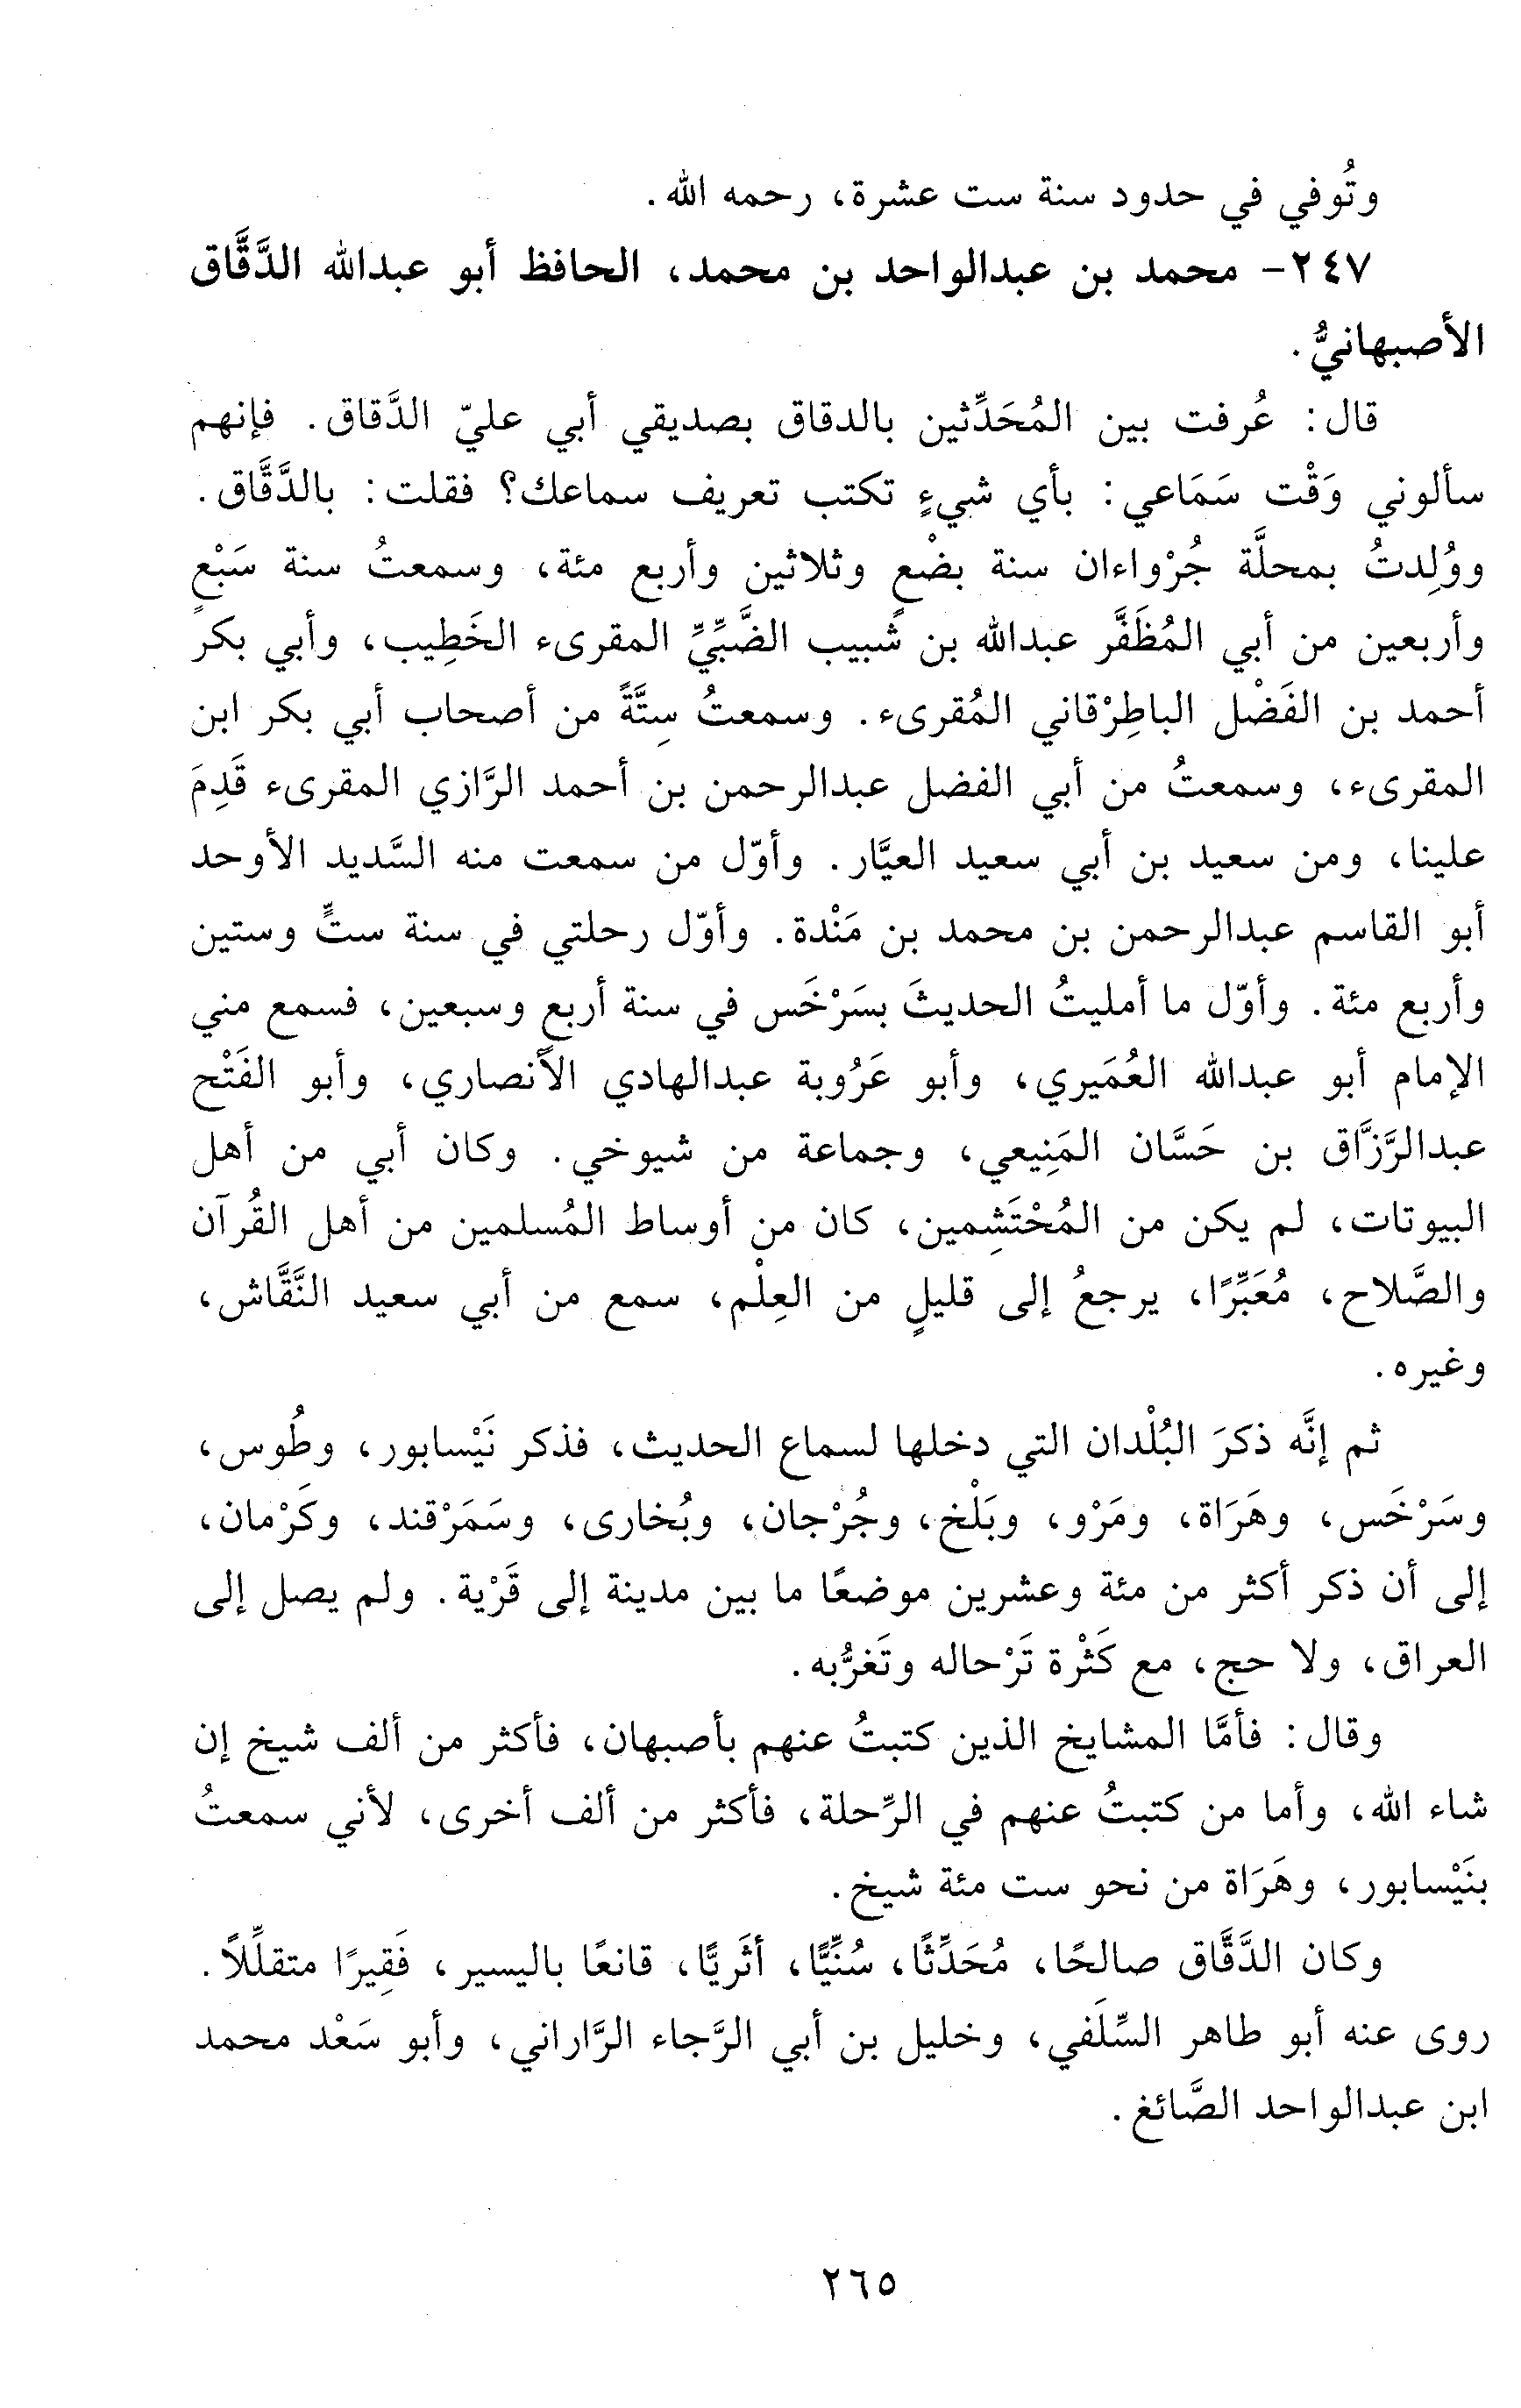 وتُوفي في حدود سنة ست عشرة، رحمه الله.
٢٤٧- محمد بن عبدالواحد بن محمد، الحافظ أبو عبدالله الدَّقَّاق
الأصبهانيُّ.
قال: عُرفت بين المُحَدِّثين بالدقاق بصديقي أبي عليّ الدَّقاق. فإنهم
سألوني وَقْت سَمَاعي: بأي شيءٍ تكتب تعريف سماعك؟ فقلت: بالدَّقَّاق.
ووُلِدتُ بمحلَّة جُرْواءان سنة بضْعٍ وثلاثين وأربع مئة، وسمعتُ سنة سَبْعٍ
وأربعين من أبي المُظَفَّر عبدالله بن شَبيب الضَّبِّيِّ المقرىء الخَطِيب، وأبي بكر
أحمد بن الفَضْل الباطِرْقاني المُقرىء. وسمعتُ سِتَّةً من أصحاب أبي بكر ابن
المقرىء، وسمعتُ من أبي الفضل عبدالرحمن بن أحمد الرَّازي المقرىء قَدِمَ
علينا، ومن سعيد بن أبي سعيد العيَّار. وأوّل من سمعت منه السَّديد الأوحد
أبو القاسم عبدالرحمن بن محمد بن مَنْدة. وأوّل رحلتي في سنة ستٍّ وستين
وأربع مئة. وأوّل ما أمليتُ الحديثَ بسَرْخَس في سنة أربعٍ وسبعين، فسمع مني
الإمام أبو عبدالله العُمَيري، وأبو عَرُوبة عبدالهادي الأنصاري، وأبو الفَتْح
عبدالرَّزَّاق بن حَسَّان المَنِيعي، وجماعة من شيوخي. وكان أبي من أهل
البيوتات، لم يكن من المُحْتَشِمين، كان من أوساط المُسلمين من أهل القُرآن
والصَّلاح، مُعَبِّرًا، يرجعُ إلى قليلٍ من العِلْم، سمع من أبي سعيد النَّقَّاش،
وغيره.
ثم إنَّه ذكرَ البُلْدان التي دخلها لسماع الحديث، فذكر نَيْسابور، وطُوس،
وسَرْخَس، وهَرَاة، ومَرْو، وبَلْخ، وجُرْجان، وبُخارى، وسَمَرْقند، وكَرْمان،
إلى أن ذكر أكثر من مئة وعشرين موضعًا ما بين مدينة إلى قَرْية. ولم يصل إلى
العراق، ولا حج، مع كَثْرة تَرْحاله وتَغرُّبه.
وقال: فأمَّا المشايخ الذين كتبتُ عنهم بأصبهان، فأكثر من ألف شيخ إن
شاء الله، وأما من كتبتُ عنهم في الرِّحلة، فأكثر من ألف أخرى، لأني سمعتُ
بنَيْسابور، وهَرَاة من نحو ست مئة شيخ.
وكان الدَّقَّاق صالحًا، مُحَدِّثًا، سُنِّيًّا، أثَريًّا، قانعًا باليسير، فَقِيرًا متقلِّلاً.
روى عنه أبو طاهر السِّلَفي، وخليل بن أبي الرَّجاء الرَّاراني، وأبو سَعْد محمد
ابن عبدالواحد الصَّائغ.
٢٦٥